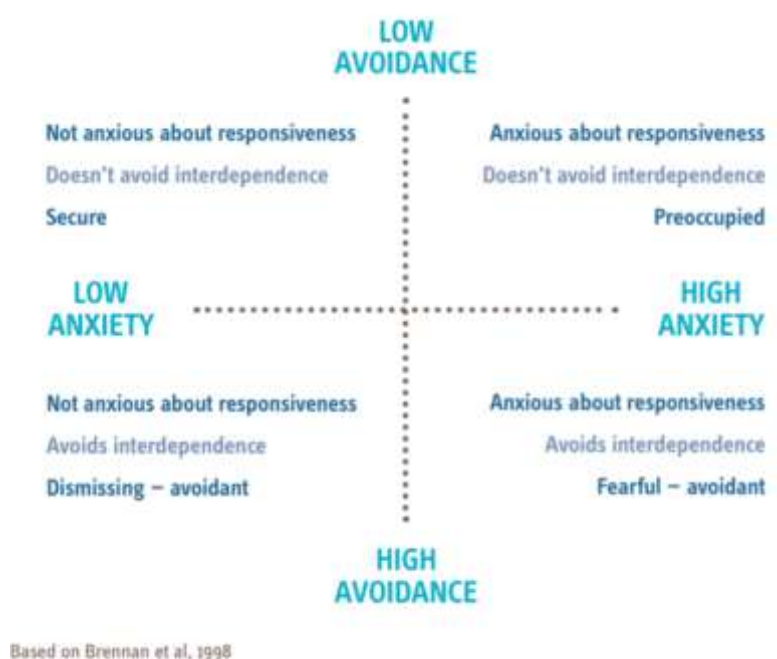 LOW
AVOIDANCE
Not anxious about responsiveness
Doesn't avoid interdependence
Secure
Anxious about responsiveness
Doesn't avoid interdependence
Preoccupied
LOW
ANXIETY
HIGH
ANXIETY
Not anxious about responsiveness
Avoids interdependence
Dismissing – avoidant
Anxious about responsiveness
Avoids interdependence
Fearful – avoidant
HIGH
AVOIDANCE
Based on Brennan et al, 1998